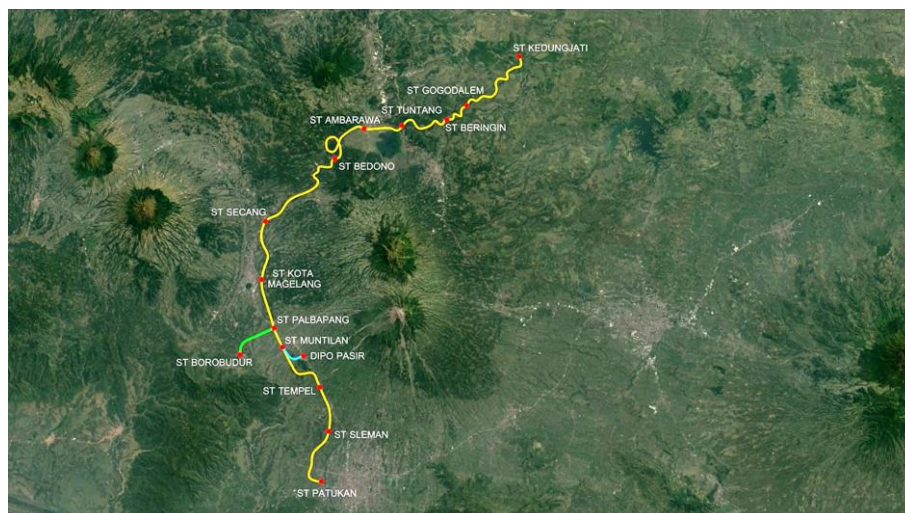 ST KEDUNGJATI
ST GOGODALEM
ST TUNTANG
ST AMBARAWA
ST BERINGIN
ST BEDONO
ST SECANG
ST KOTA
MAGELANG
ST PALBAPANG
ST MUNTILAN
ST BOROBUDUR
DIPO PASIR
ST TEMPEL
ST SLEMAN
ST PATUKAN